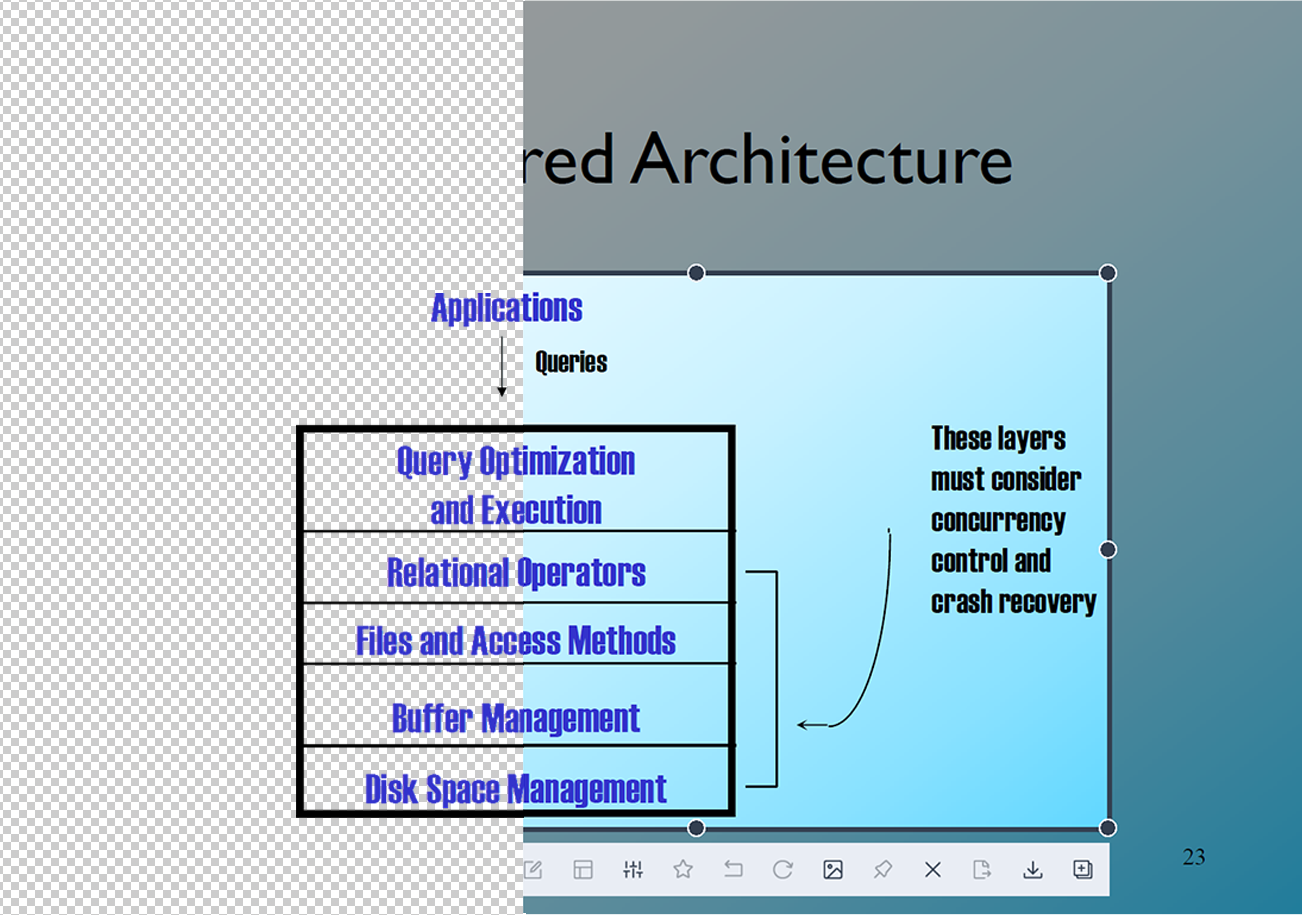 red Architecture
Applications
Queries
Query Optimization
and Execution
Relational Operators
Files and Access Methods
Buffer Management
Disk Space Management
These layers
must consider
concurrency
control and
crash recovery
23